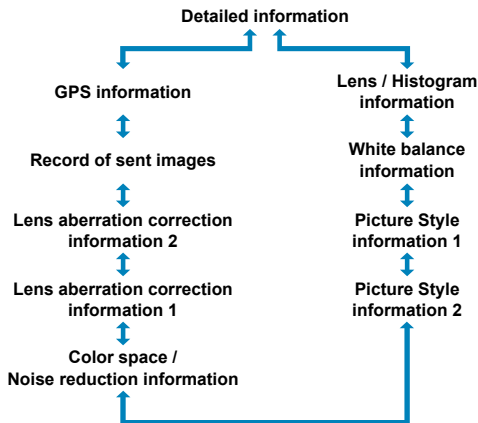 Detailed information
GPS information
Record of sent images
Lens aberration correction
information 2
Lens aberration correction
information 1
Color space /
Noise reduction information
Lens / Histogram
information
White balance
information
Picture Style
information 1
Picture Style
information 2